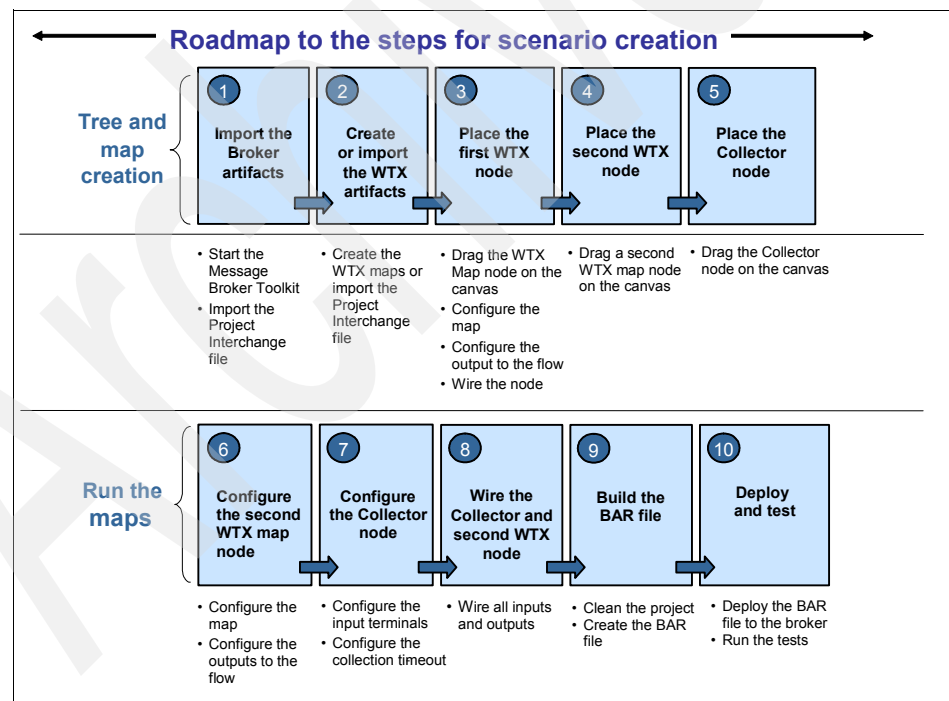 Roadmap to the steps for scenario creation
Tree and
map
creation
1
Import the
Broker
artifacts
2
Create
or import
the WTX
artifacts
3
Place the
first WTX
node
4
Place the
second WTX
node
5
Place the
Collector
node
• Start the
Message
Broker Toolkit
• Import the
Project
Interchange
file
• Create the
WTX maps or
import the
Project
Interchange
file
• Drag the WTX
Map node on the
canvas
• Configure the
map
• Configure the
output to the flow
• Wire the node
• Drag a second
WTX map node
on the canvas
• Drag the Collector
node on the canvas
Run the
maps
6
Configure
the second
WTX map
node
7
Configure
the Collector
node
8
Wire the
Collector and
second WTX
node
9
Build the
BAR file
10
Deploy
and test
• Configure the
map
• Configure the
outputs to the
flow
• Configure the
input terminals
• Configure the
collection timeout
• Wire all inputs
and outputs
• Clean the project
• Create the BAR
file
• Deploy the BAR
file to the broker
• Run the tests